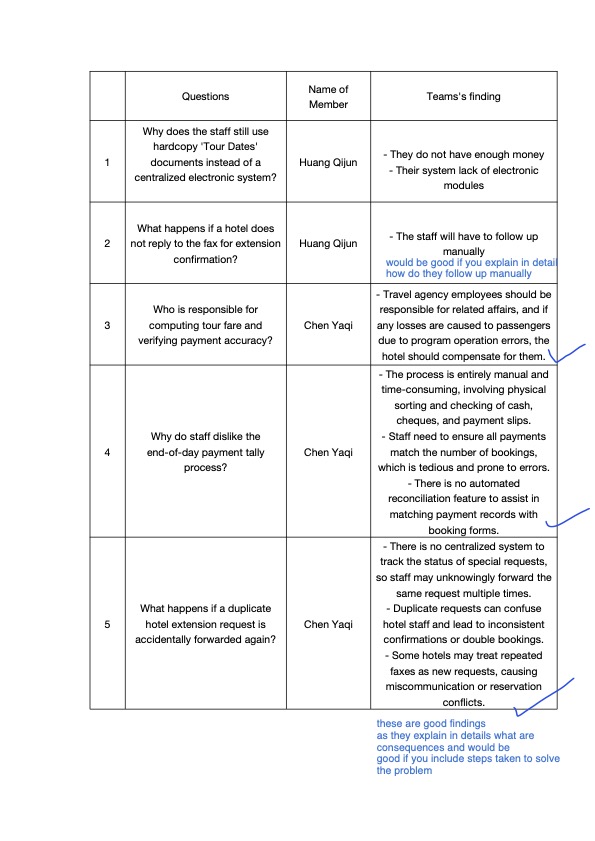 Questions
Name of
Member
Teams's finding
1
Why does the staff still use
hardcopy 'Tour Dates'
documents instead of a
centralized electronic system?
Huang Qijun
- They do not have enough money
- Their system lack of electronic
modules
2
What happens if a hotel does
not reply to the fax for extension
confirmation?
Huang Qijun
- The staff will have to follow up
manually
would be good if you explain in detail
how do they follow up manually
3
Who is responsible for
computing tour fare and
verifying payment accuracy?
Chen Yaqi
- Travel agency employees should be
responsible for related affairs, and if
any losses are caused to passengers
due to program operation errors, the
hotel should compensate for them.
4
Why do staff dislike the
end-of-day payment tally
process?
Chen Yaqi
- The process is entirely manual and
time-consuming, involving physical
sorting and checking of cash,
cheques, and payment slips.
- Staff need to ensure all payments
match the number of bookings,
which is tedious and prone to errors.
- There is no automated
reconciliation feature to assist in
matching payment records with
booking forms.
5
What happens if a duplicate
hotel extension request is
accidentally forwarded again?
Chen Yaqi
- There is no centralized system to
track the status of special requests,
so staff may unknowingly forward the
same request multiple times.
- Duplicate requests can confuse
hotel staff and lead to inconsistent
confirmations or double bookings.
- Some hotels may treat repeated
faxes as new requests, causing
miscommunication or reservation
conflicts.
these are good findings
as they explain in details what are
consequences and would be
good if you include steps taken to solve
the problem